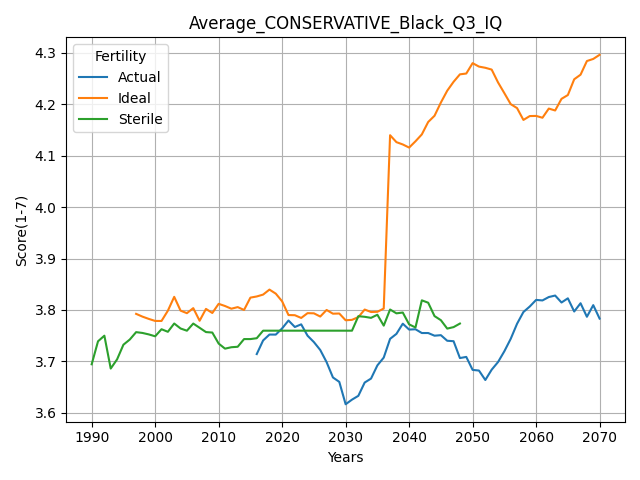 Average_CONSERVATIVE_Black_Q3_IQ
Fertility
Actual
Ideal
Sterile
Score(1-7)
4.3
4.2
4.1
4.0
3.9
3.8
3.7
3.6
1990 2000 2010 2020 2030 2040 2050 2060 2070
Years